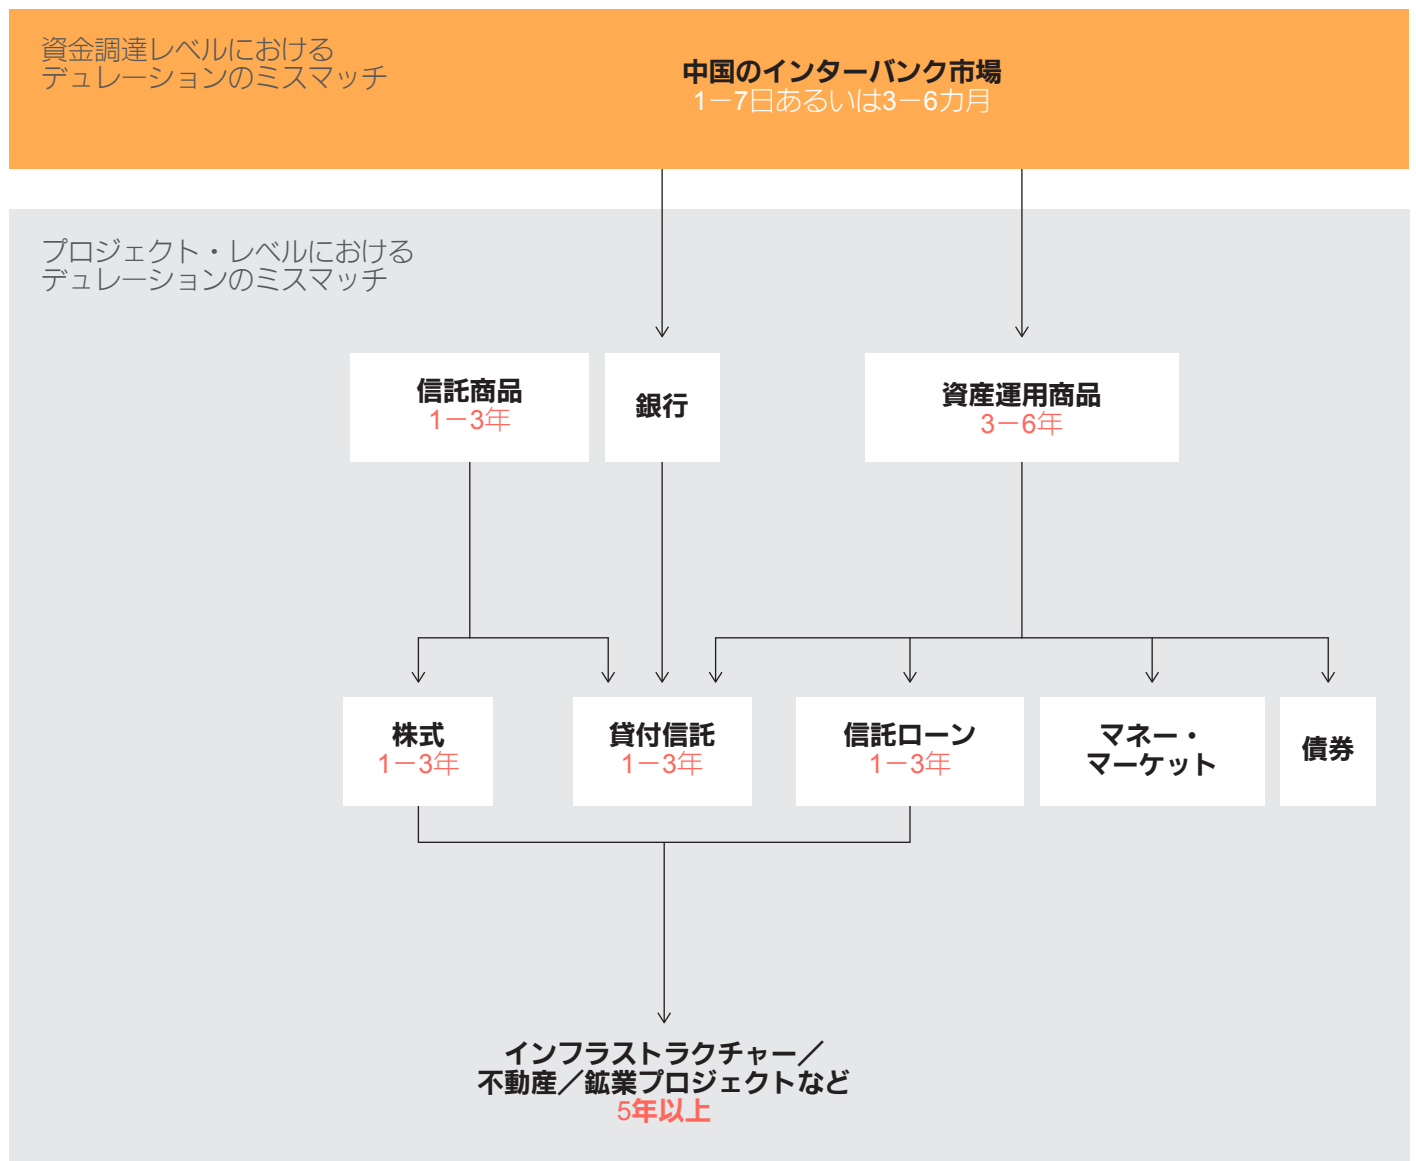 資金調達レベルにおける
デュレーションのミスマッチ
中国のインターバンク市場
1－7日あるいは3－6カ月
プロジェクト・レベルにおける
デュレーションのミスマッチ
信託商品
1－3年
銀行
資産運用商品
3－6年
株式
1－3年
貸付信託
1－3年
信託ローン
1－3年
マネー・
マーケット
債券
インフラストラクチャー／
不動産／鉱業プロジェクトなど
5年以上